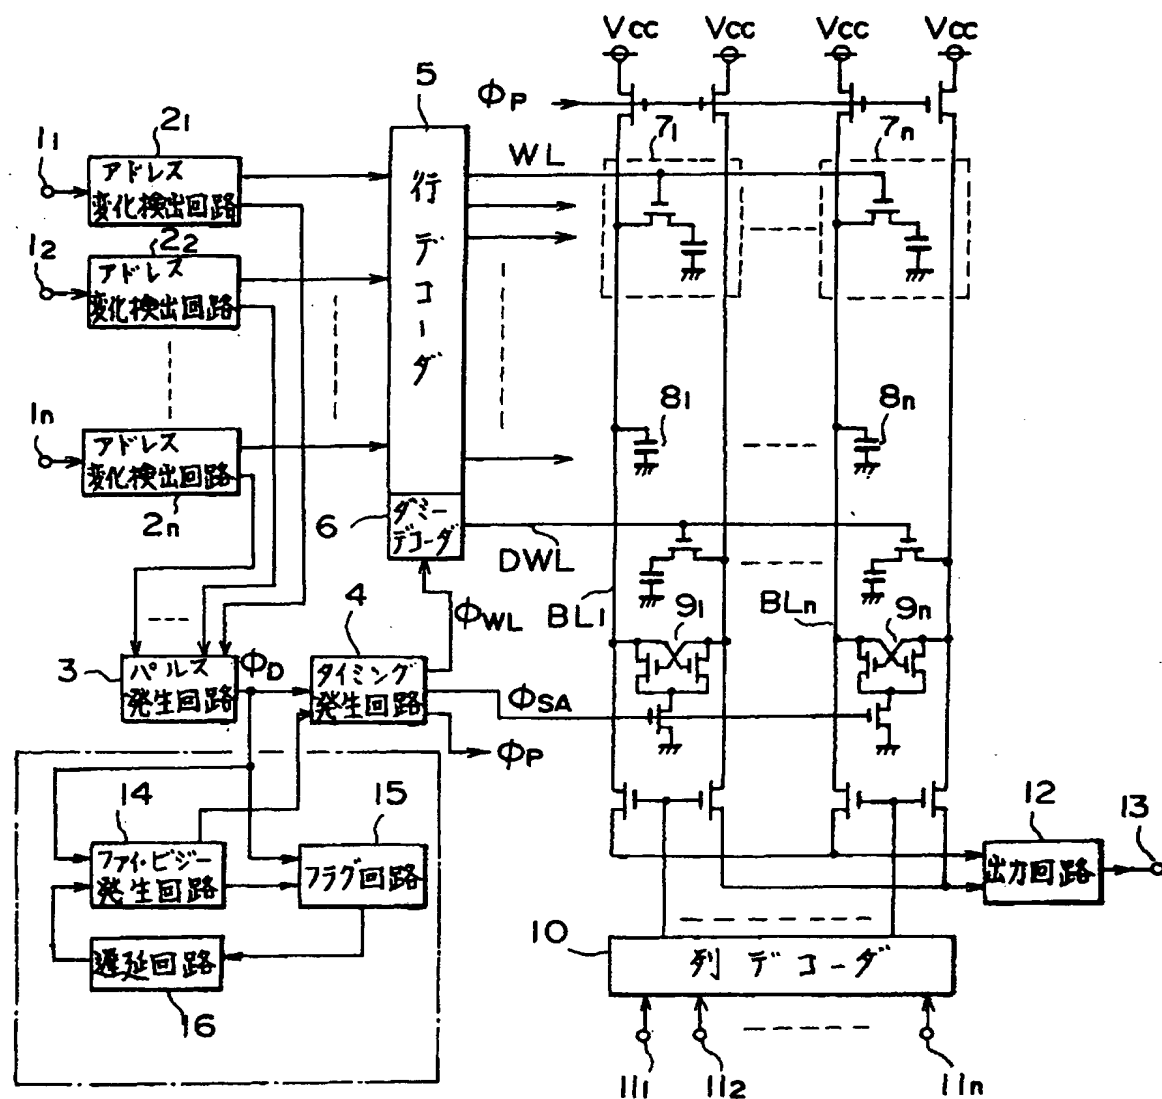 Vcc Vcc Vcc Vcc
5
ΦP
1₁
2₁
アドレス
変化検出回路
WL
7₁
7n
行デコーダ
1₂
2₂
アドレス
変化検出回路
1n
アドレス
変化検出回路
2n
8₁
8n
6
ダミー
デコーダ
DWL
BL₁
BLn
9₁
9n
ΦWL
3
パルス
発生回路
ΦD
4
タイミング
発生回路
ΦSA
ΦP
14
ファイ・ビジー
発生回路
15
フラグ回路
遅延回路
16
12
出力回路
13
10
列デコーダ
11₁
11₂
11n